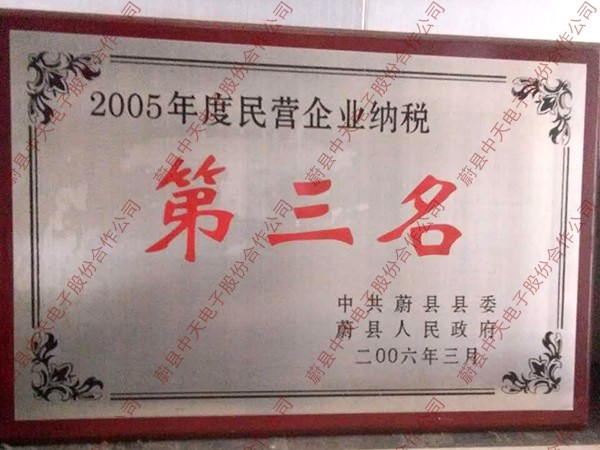 2005年度民营企业纳税
第三名
中共蔚县县委
蔚县人民政府
二00六年三月
蔚县中天电子股份合作公司